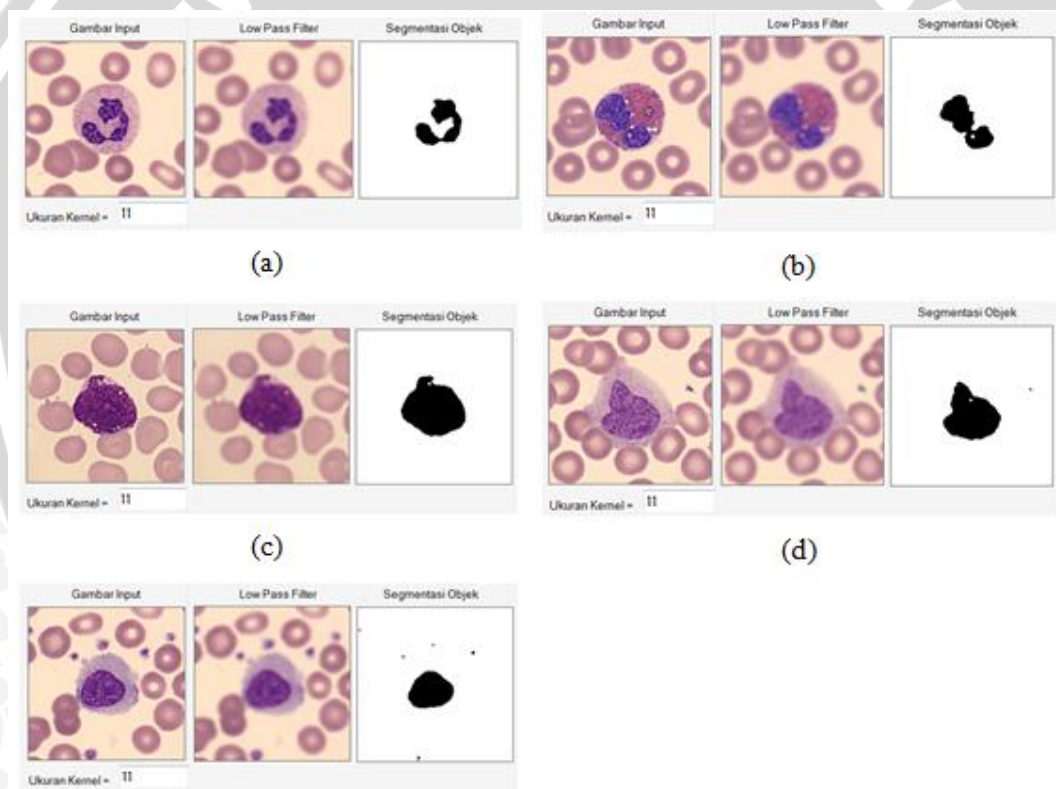 Gambar Input Low Pass Filter Segmentasi Objek
Ukuran Kernel = 11
(a)
Gambar Input Low Pass Filter Segmentasi Objek
Ukuran Kernel = 11
(b)
Gambar Input Low Pass Filter Segmentasi Objek
Ukuran Kernel = 11
(c)
Gambar Input Low Pass Filter Segmentasi Objek
Ukuran Kernel = 11
(d)
Gambar Input Low Pass Filter Segmentasi Objek
Ukuran Kernel = 11